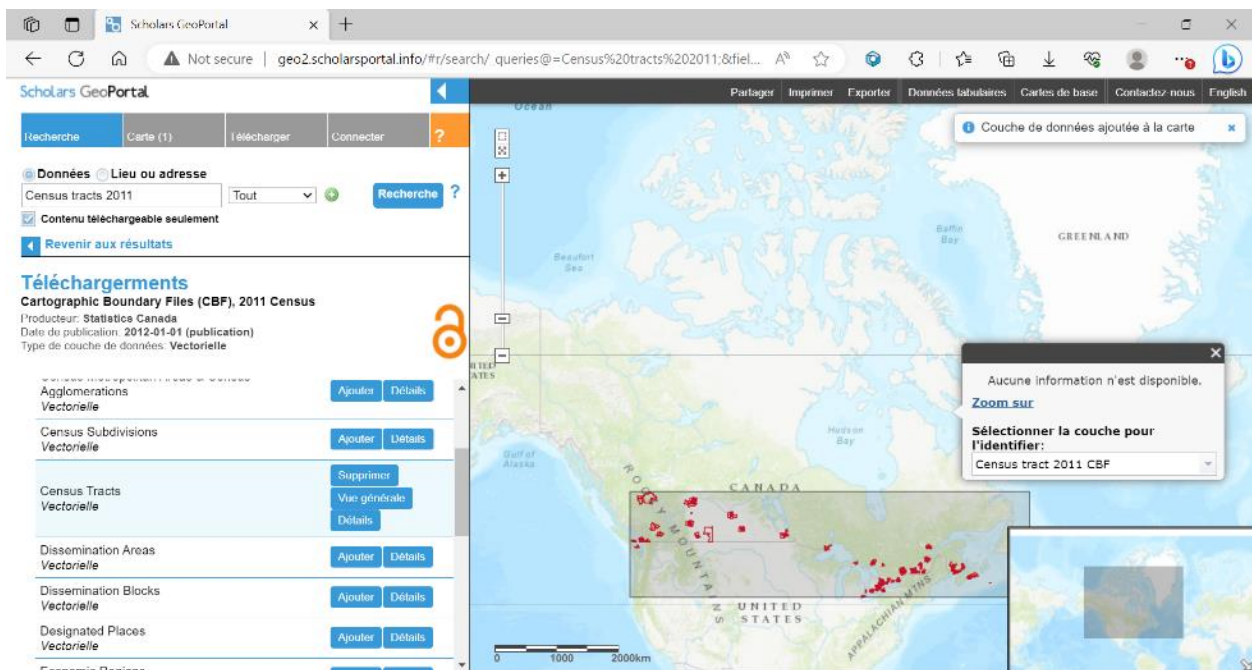 Scholars GeoPortal
Not secure | geo2.scholarsportal.info/#r/search/_queries@=Census%20tracts%202011;&fiel...
Scholars GeoPortal
Partager Imprimer Exporter Données tabulaires Cartes de base Contactez-nous English
Recherche Carte (1) Télécharger Connecter ?
Couche de données ajoutée à la carte
Données Lieu ou adresse
Census tracts 2011 Tout Recherche ?
Contenu téléchargeable seulement
Revenir aux résultats
Téléchargerments
Cartographic Boundary Files (CBF), 2011 Census
Producteur: Statistics Canada
Date de publication: 2012-01-01 (publication)
Type de couche de données: Vectorielle
Census Metropolitan Areas & Census
Agglomerations Ajouter Détails
Vectorielle
Census Subdivisions Ajouter Détails
Vectorielle
Supprimer
Census Tracts Vue générale
Vectorielle
Détails
Dissemination Areas Ajouter Détails
Vectorielle
Dissemination Blocks Ajouter Détails
Vectorielle
Designated Places Ajouter Détails
Vectorielle
Economic Regions
Ocean
Beaufort
Sea
Baffin
Bay
GREENLAND
Hudson
Bay
Gulf of
Alaska
CANADA
ROCKY MOUNTAINS
UNITED
STATES
APPALACHIAN MTNS
0 1000 2000km
Aucune information n'est disponible.
Zoom sur
Sélectionner la couche pour
l'identifier:
Census tract 2011 CBF